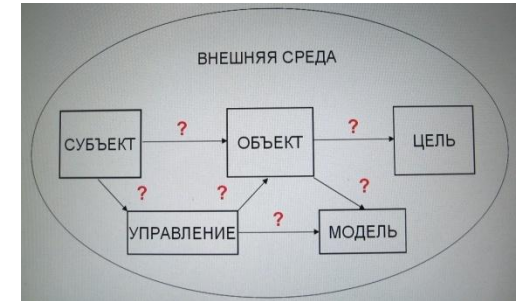 ВНЕШНЯЯ СРЕДА
? ?
СУБЪЕКТ ОБЪЕКТ ЦЕЛЬ
? ? ?
?
УПРАВЛЕНИЕ МОДЕЛЬ